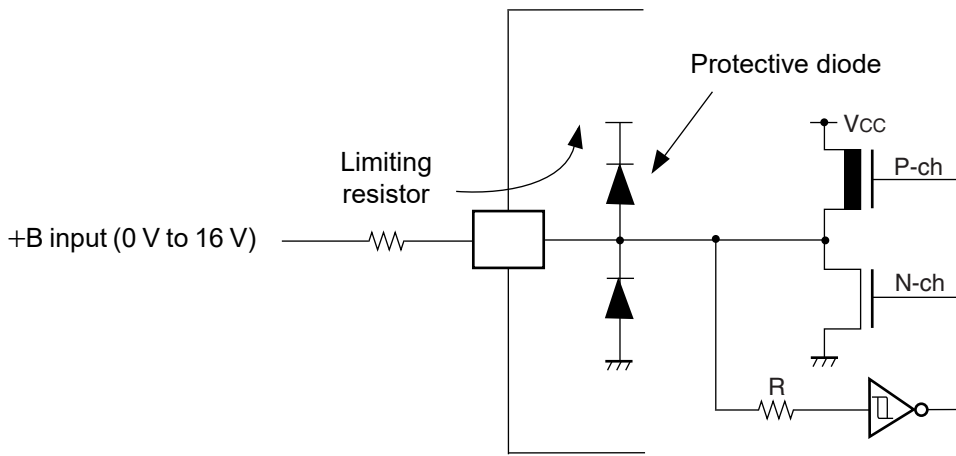 Protective diode
VCC
Limiting
resistor
P-ch
+B input (0 V to 16 V)
N-ch
R